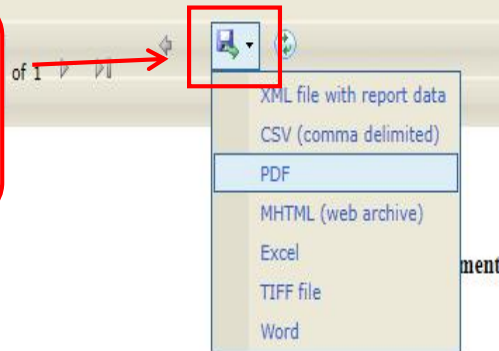 of 1
XML file with report data
CSV (comma delimited)
PDF
MHTML (web archive)
Excel
ment
TIFF file
Word